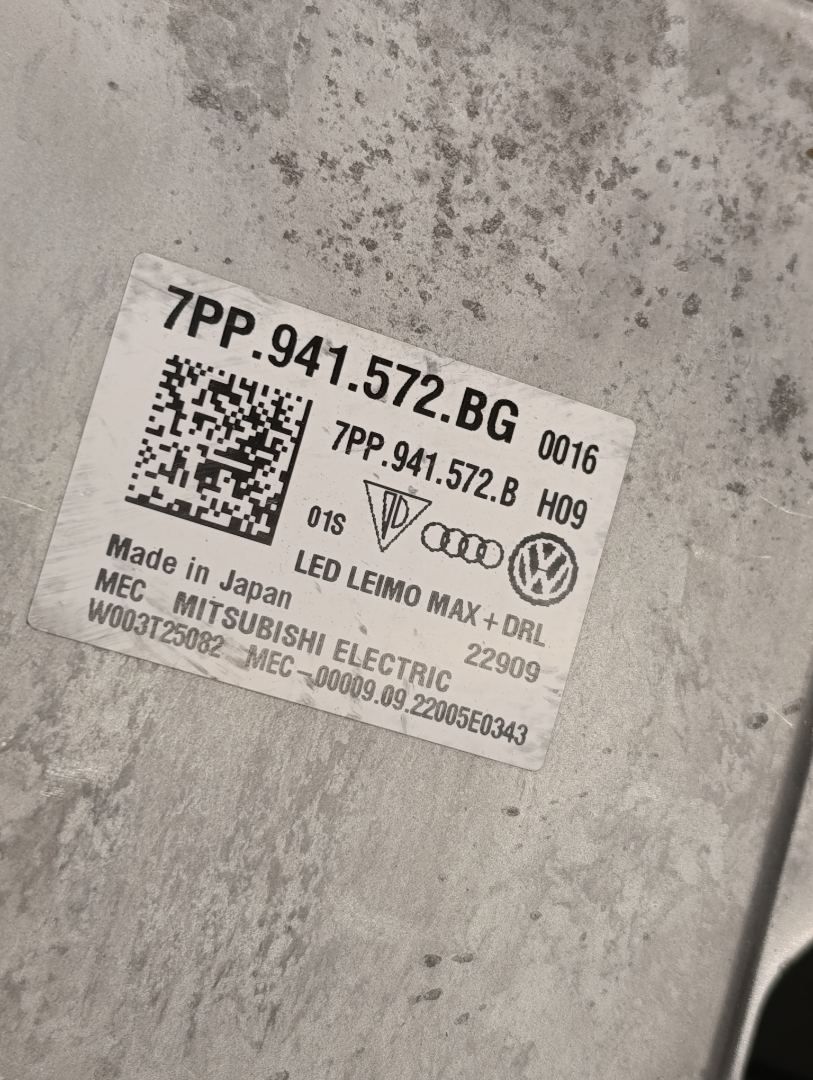 7PP.941.572.BG 0016
7PP.941.572.B H09
01S
LED LEIMO MAX + DRL
Made in Japan 22909
MEC MITSUBISHI ELECTRIC
W003T25082 MEC-00009.09.22005E0343